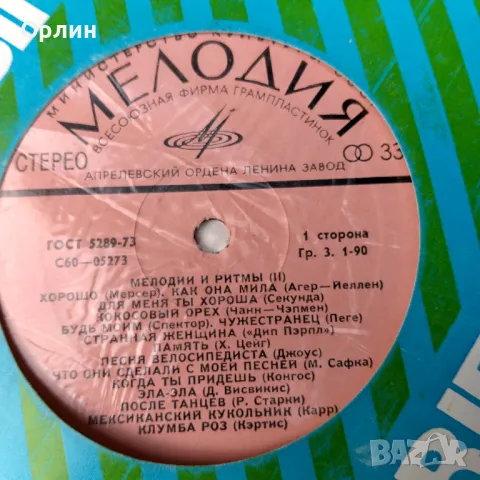 Орлин
МИНИСТЕРСТВО
МЕЛОДИЯ
ВСЕСОЮЗНАЯ ФИРМА ГРАМПЛАСТИНОК
СТЕРЕО
33
АПРЕЛЕВСКИЙ ОРДЕНА ЛЕНИНА ЗАВОД
ГОСТ 5289-73
1 сторона
С60—05273
Гр. 3. 1-90
МЕЛОДИИ И РИТМЫ (II)
ХОРОШО (Мерсер), КАК ОНА МИЛА (Агер—Йеллен)
ДЛЯ МЕНЯ ТЫ ХОРОША (Секунда)
КОКОСОВЫЙ ОРЕХ (Чанн—Чэпмен)
БУДЬ МОИМ (Спектор), ЧУЖЕСТРАНЕЦ (Пеге)
СТРАННАЯ ЖЕНЩИНА («Дип Пэрпл»)
ПАМЯТЬ (Х. Цейг)
ПЕСНЯ ВЕЛОСИПЕДИСТА (Джоус)
ЧТО ОНИ СДЕЛАЛИ С МОЕЙ ПЕСНЕЙ (М. Сафка)
КОГДА ТЫ ПРИДЕШЬ (Конгос)
ЭЛА-ЭЛА (Д. Висвикис)
ПОСЛЕ ТАНЦЕВ (Р. Старки)
МЕКСИКАНСКИЙ КУКОЛЬНИК (Карр)
КЛУМБА РОЗ (Кэртис)
bazar